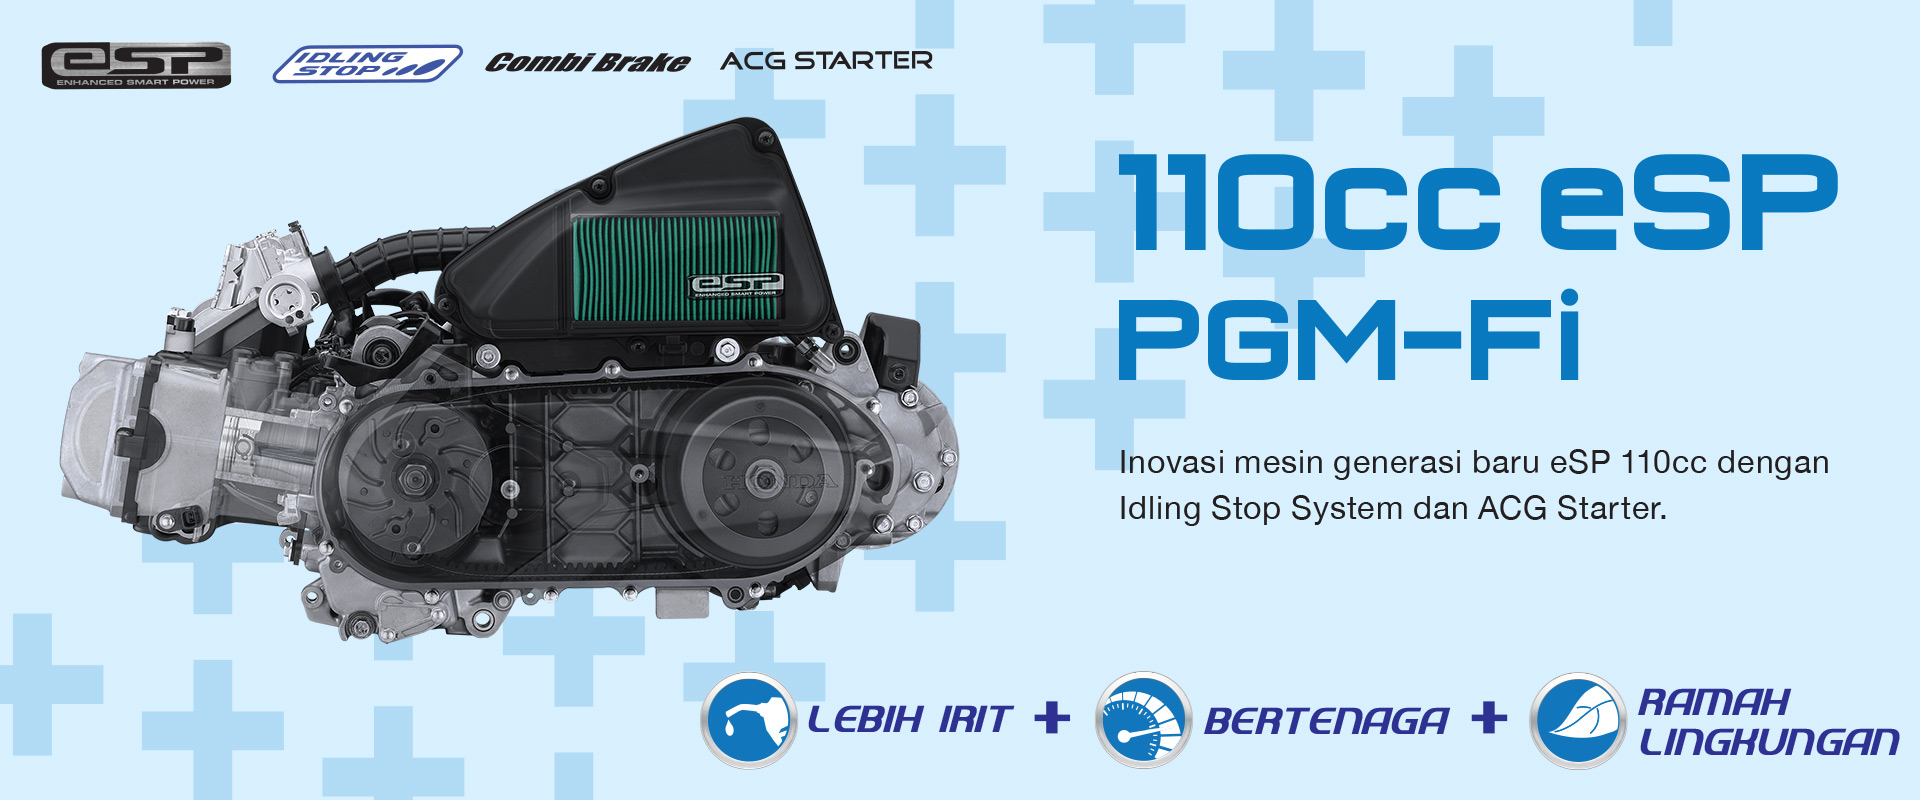 eSP
ENHANCED SMART POWER
IDLING
STOP
Combi Brake
ACG STARTER
110cc eSP
PGM-Fi
eSP
ENHANCED SMART POWER
HONDA
Inovasi mesin generasi baru eSP 110cc dengan
Idling Stop System dan ACG Starter.
LEBIH IRIT + BERTENAGA + RAMAH
LINGKUNGAN